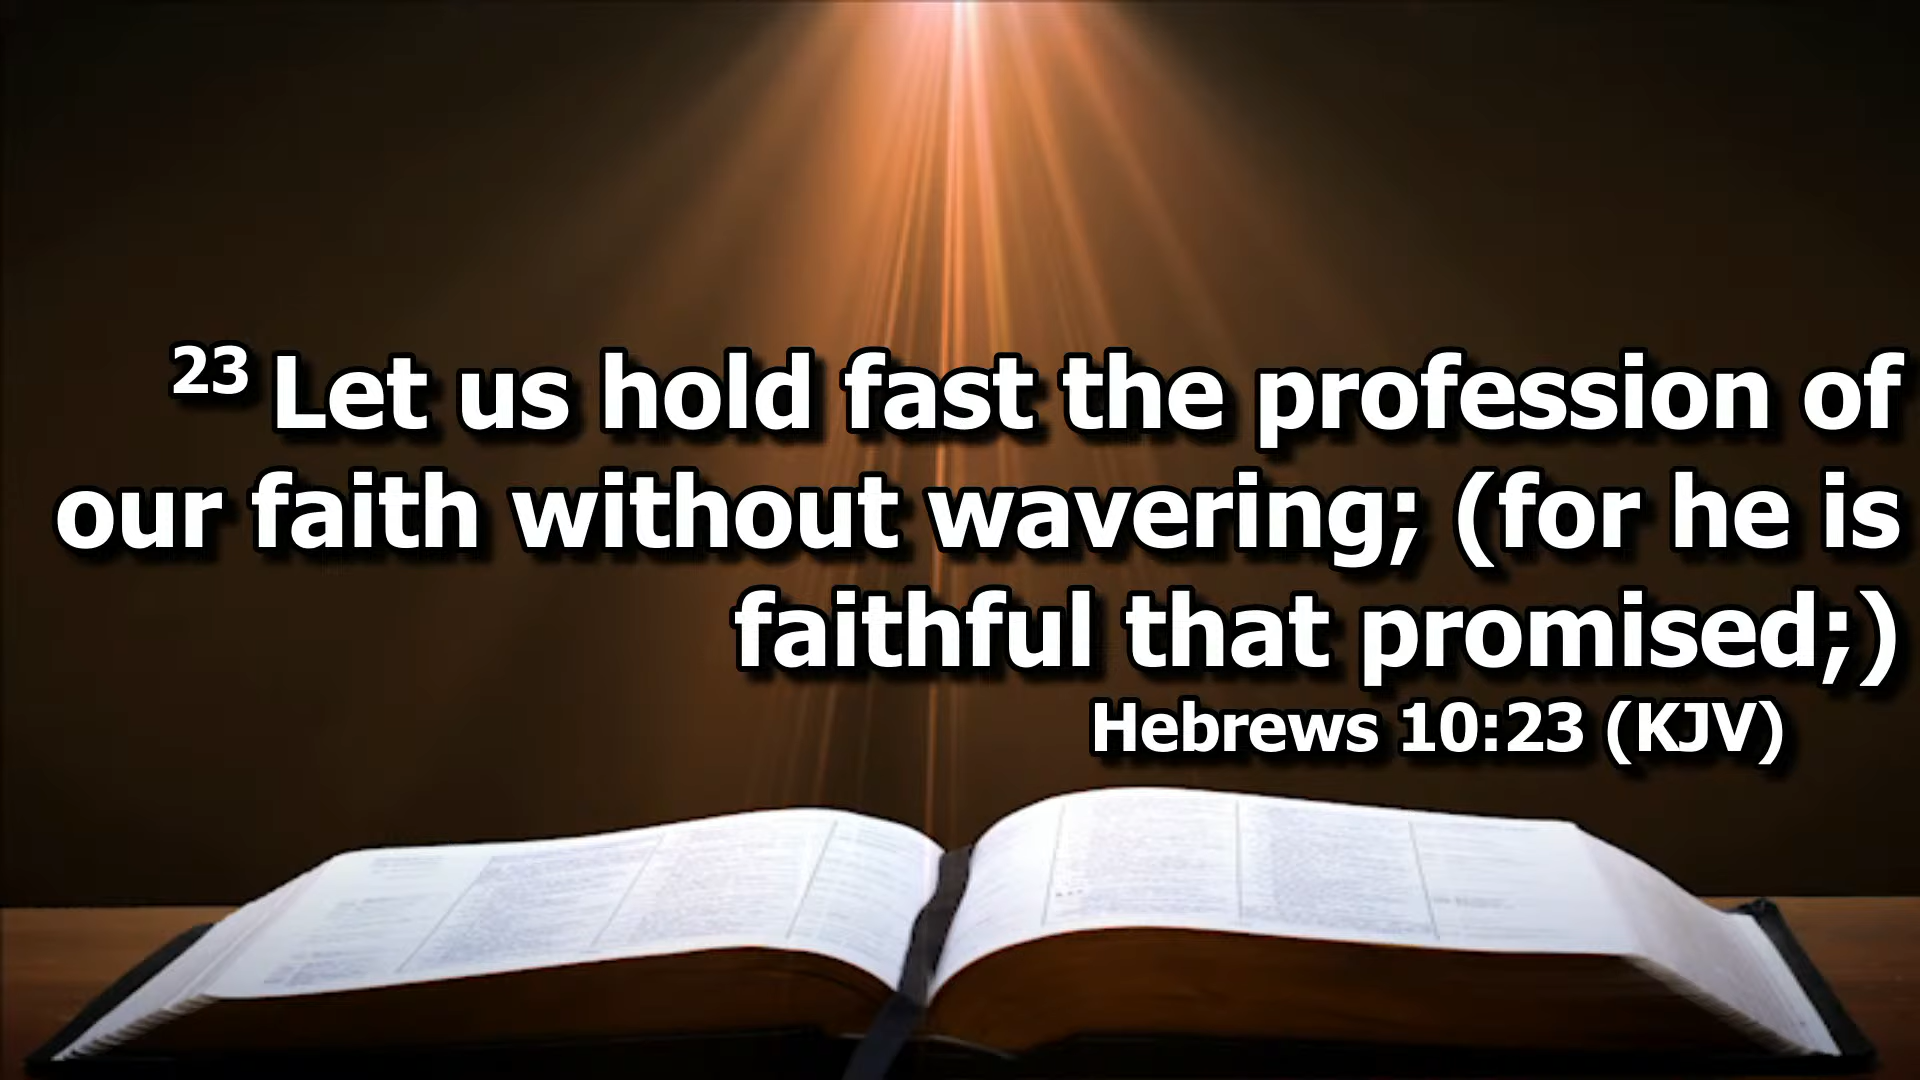 23 Let us hold fast the profession of
our faith without wavering; (for he is
faithful that promised;)
Hebrews 10:23 (KJV)